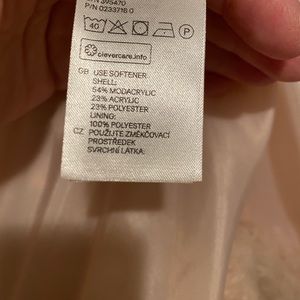 P/N 0233716 0
40
P
clevercare.info
GB USE SOFTENER
SHELL:
54% MODACRYLIC
23% ACRYLIC
23% POLYESTER
LINING:
100% POLYESTER
CZ POUŽIJTE ZMĚKČOVACÍ
PROSTŘEDEK
SVRCHNÍ LÁTKA: